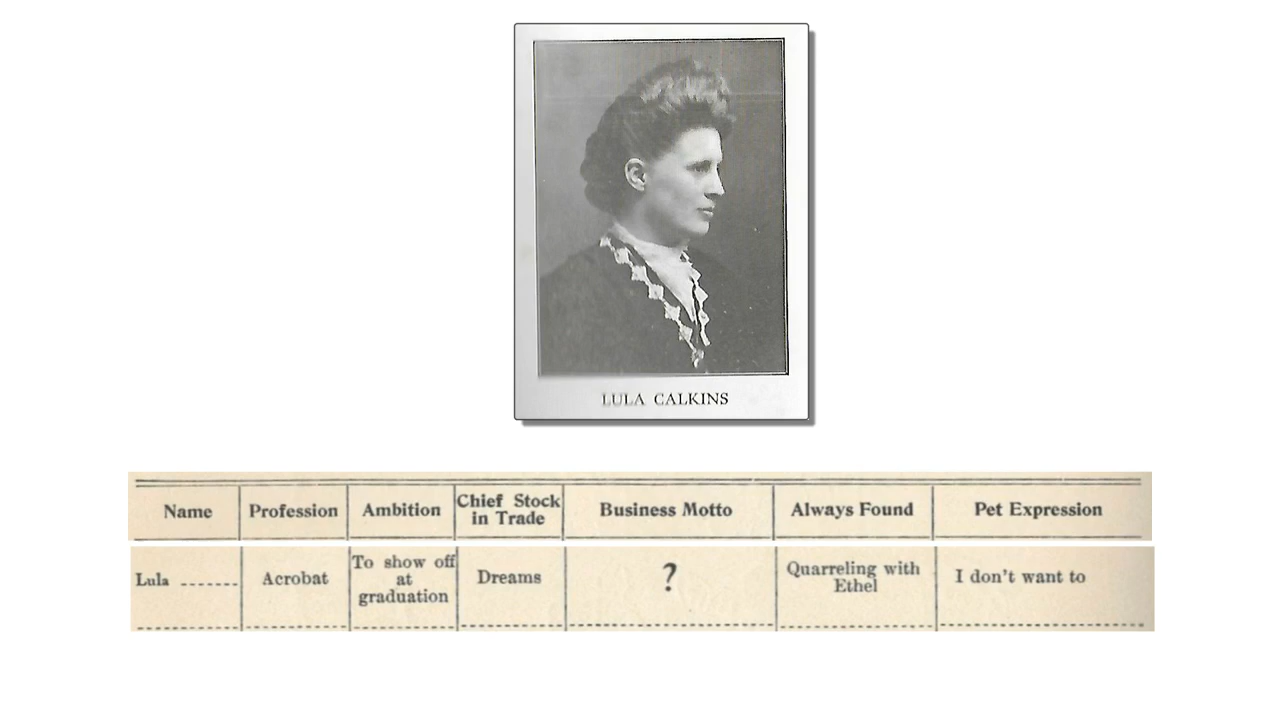 LULA CALKINS
Name Profession Ambition Chief Stock in Trade Business Motto Always Found Pet Expression
Lula -------- Acrobat To show off at graduation Dreams ? Quarreling with Ethel I don't want to